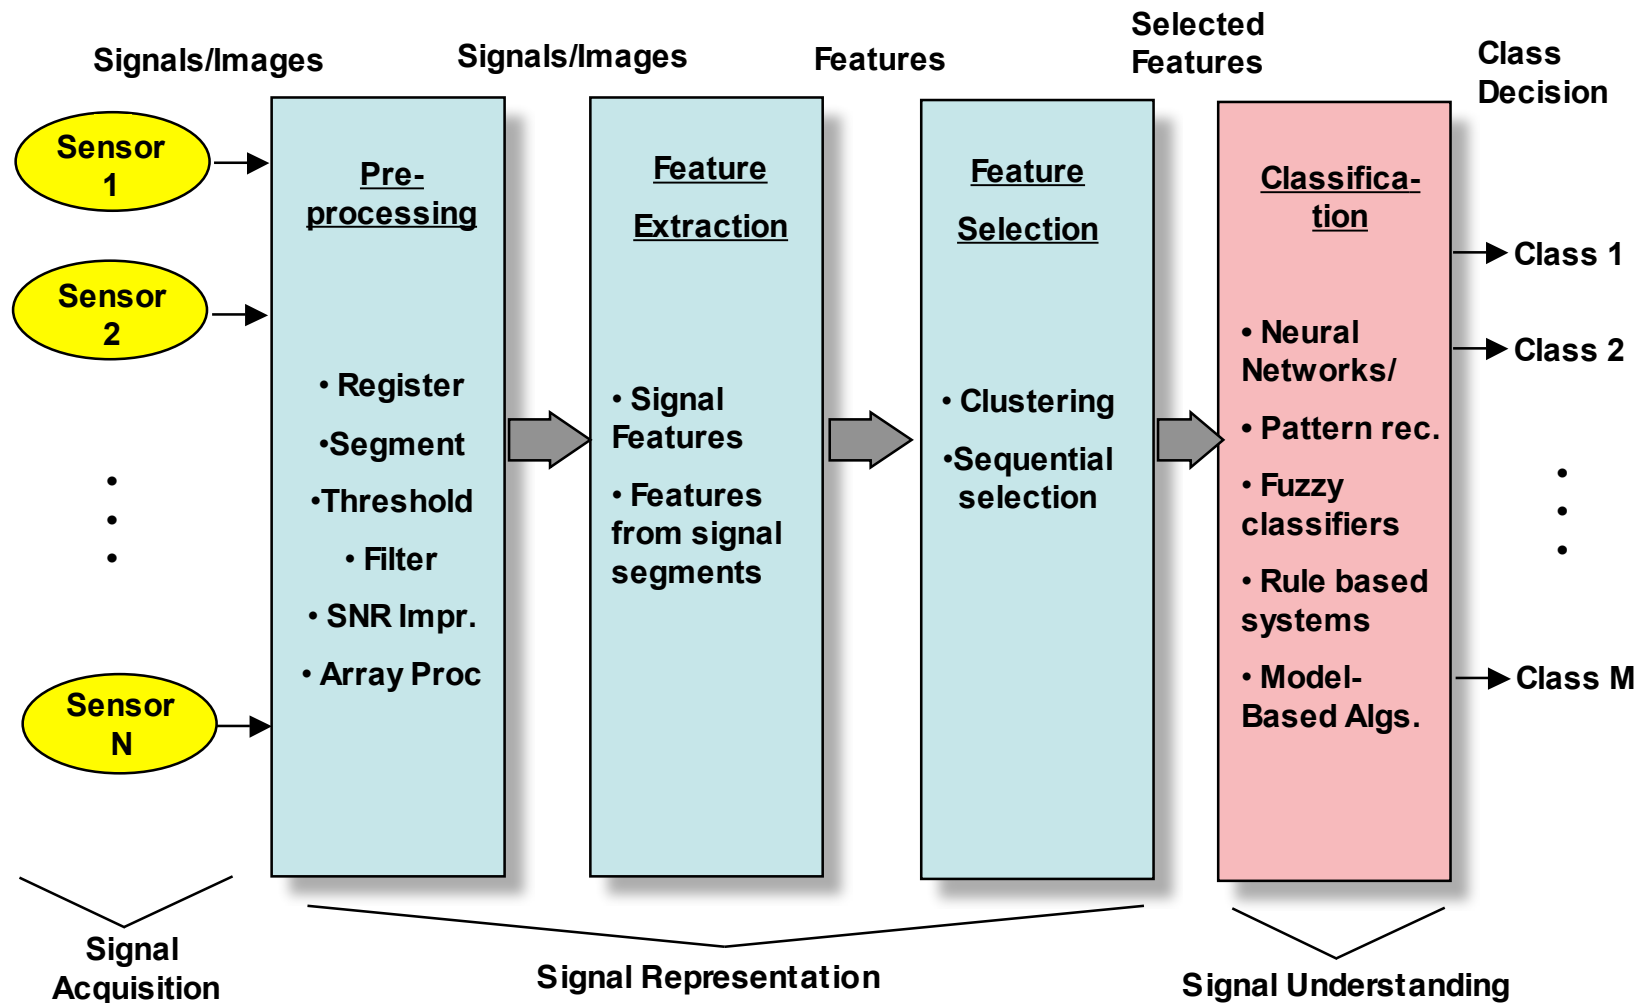 Signals/Images
Signals/Images
Features
Selected
Features
Class
Decision
Sensor
1
Sensor
2
Sensor
N
Pre-
processing
• Register
•Segment
•Threshold
• Filter
• SNR Impr.
• Array Proc
Feature
Extraction
• Signal
Features
• Features
from signal
segments
Feature
Selection
• Clustering
•Sequential
selection
Classifica-
tion
• Neural
Networks/
• Pattern rec.
• Fuzzy
classifiers
• Rule based
systems
• Model-
Based Algs.
Class 1
Class 2
Class M
Signal
Acquisition
Signal Representation
Signal Understanding